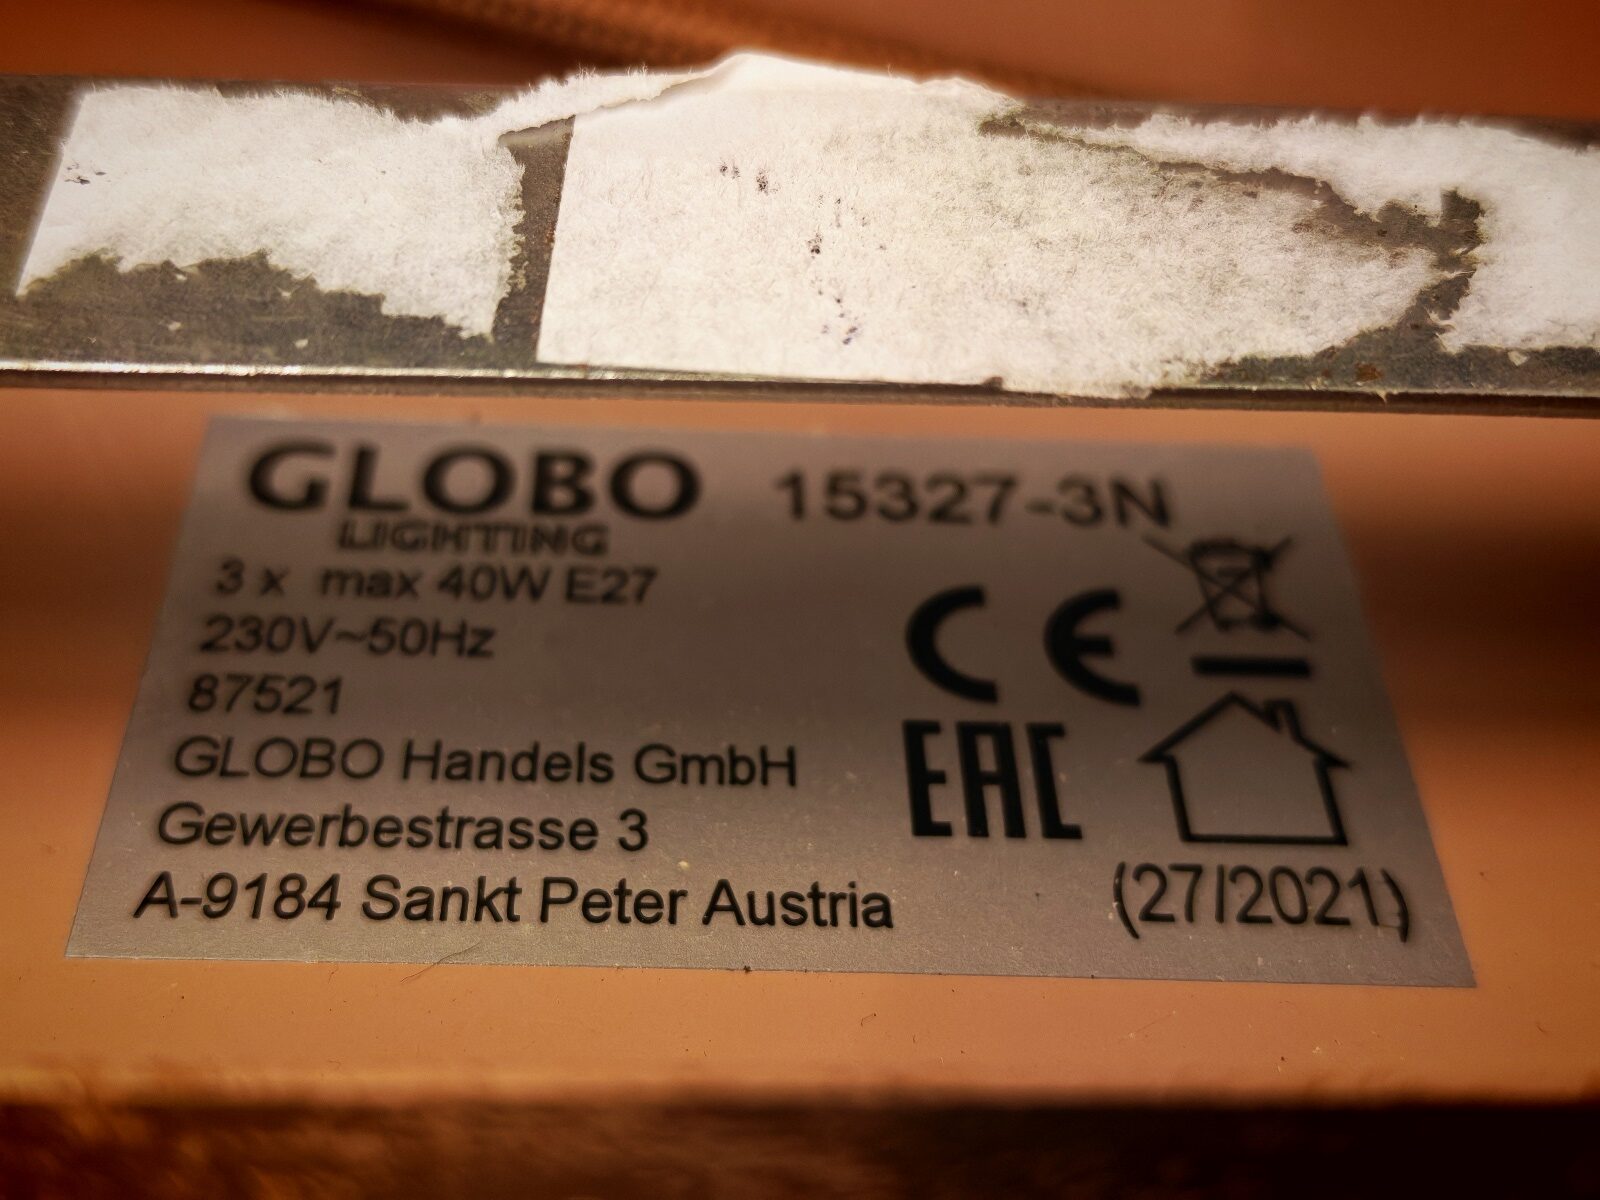 GLOBO 15327-3N
LIGHTING
3 x max 40W E27
230V~50Hz
87521
GLOBO Handels GmbH
Gewerbestrasse 3
A-9184 Sankt Peter Austria
CE
EAC
(27/2021)